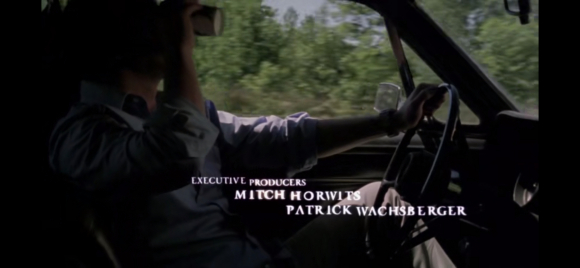 EXECUTIVE PRODUCERS
MITCH HORWITS
PATRICK WACHSBERGER